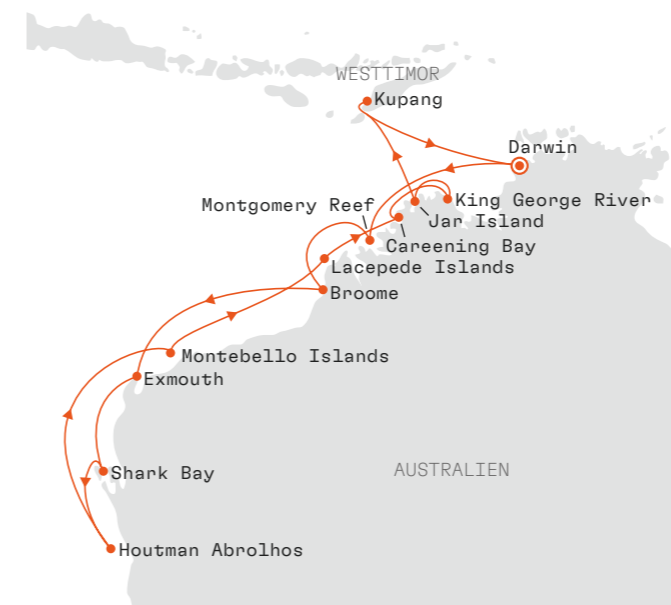 WESTTIMOR
Kupang
Darwin
Montgomery Reef
King George River
Jar Island
Careening Bay
Lacepede Islands
Broome
Montebello Islands
Exmouth
Shark Bay
AUSTRALIEN
Houtman Abrolhos